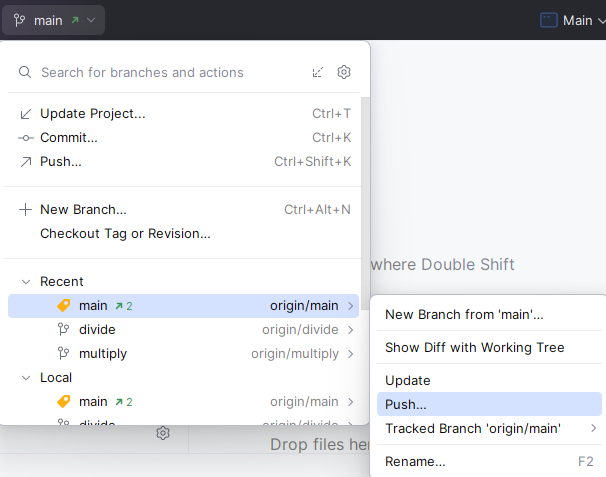 main
Main
Search for branches and actions
Update Project... Ctrl+T
Commit... Ctrl+K
Push... Ctrl+Shift+K
New Branch... Ctrl+Alt+N
Checkout Tag or Revision...
where Double Shift
Recent
main 2 origin/main
divide origin/divide
multiply origin/multiply
Local
main 2 origin/main
divide origin/divide
New Branch from 'main'...
Show Diff with Working Tree
Update
Push...
Tracked Branch 'origin/main'
Rename... F2
Drop files here